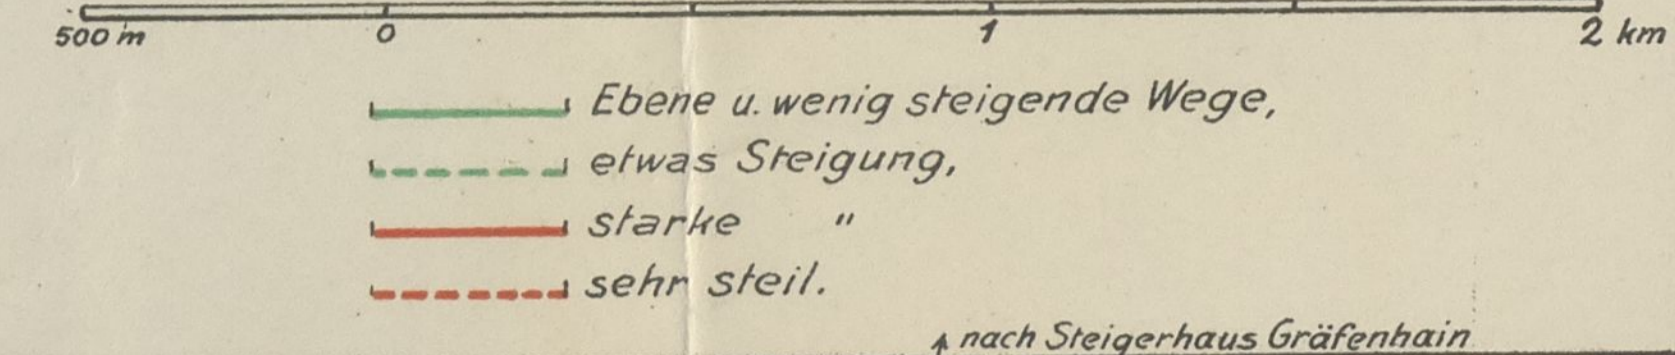 500 m 0 1 2 km
Ebene u. wenig steigende Wege,
etwas Steigung,
starke "
sehr steil.
nach Steigerhaus Gräfenhain